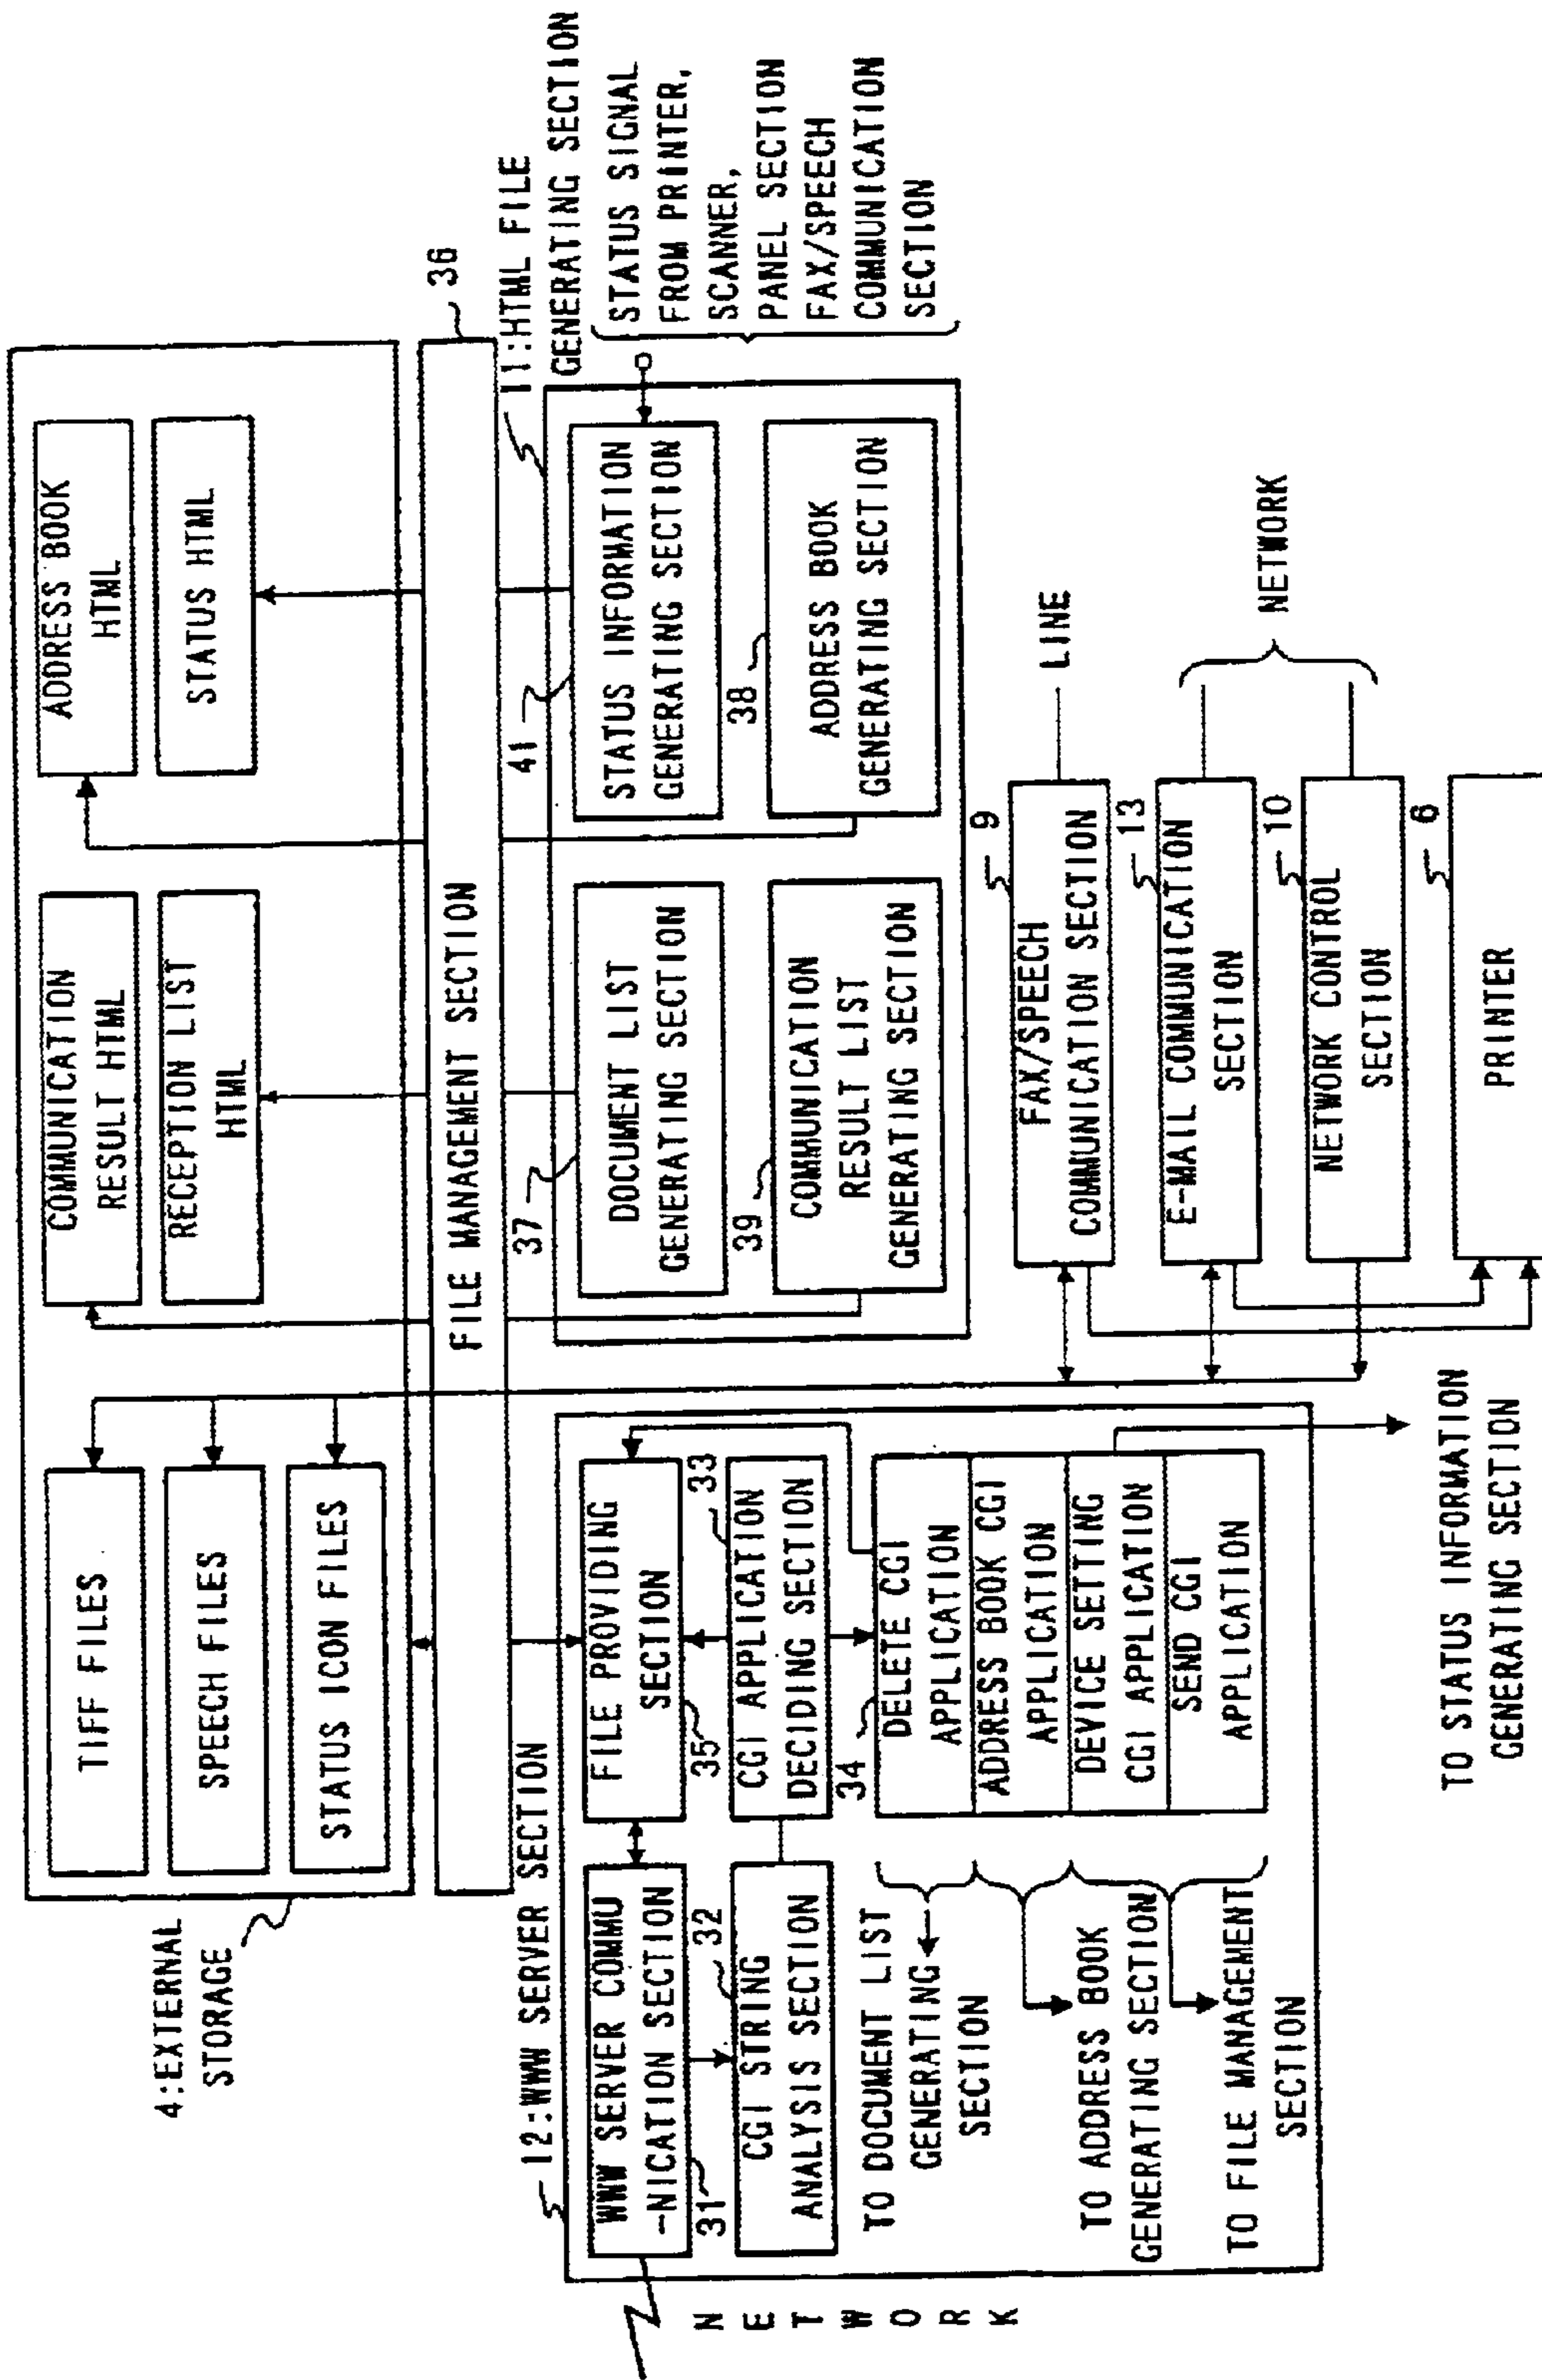 4:EXTERNAL
STORAGE
TIFF FILES
SPEECH FILES
STATUS ICON FILES
COMMUNICATION
RESULT HTML
RECEPTION LIST
HTML
ADDRESS BOOK
HTML
STATUS HTML
FILE MANAGEMENT SECTION
36
12:WWW SERVER SECTION
WWW SERVER COMMU
-NICATION SECTION
31
32
CGI STRING
ANALYSIS SECTION
FILE PROVIDING
SECTION
35
33
CGI APPLICATION
DECIDING SECTION
34
DELETE CGI
APPLICATION
ADDRESS BOOK CGI
APPLICATION
DEVICE SETTING
CGI APPLICATION
SEND CGI
APPLICATION
TO DOCUMENT LIST
GENERATING
SECTION
TO ADDRESS BOOK
GENERATING SECTION
TO FILE MANAGEMENT
SECTION
NETWORK
TO STATUS INFORMATION
GENERATING SECTION
11:HTML FILE
GENERATING SECTION
37
DOCUMENT LIST
GENERATING SECTION
39
COMMUNICATION
RESULT LIST
GENERATING SECTION
41
STATUS INFORMATION
GENERATING SECTION
38
ADDRESS BOOK
GENERATING SECTION
STATUS SIGNAL
FROM PRINTER,
SCANNER,
PANEL SECTION
FAX/SPEECH
COMMUNICATION
SECTION
9
FAX/SPEECH
COMMUNICATION SECTION
LINE
13
E-MALL COMMUNICATION
SECTION
10
NETWORK CONTROL
SECTION
NETWORK
6
PRINTER